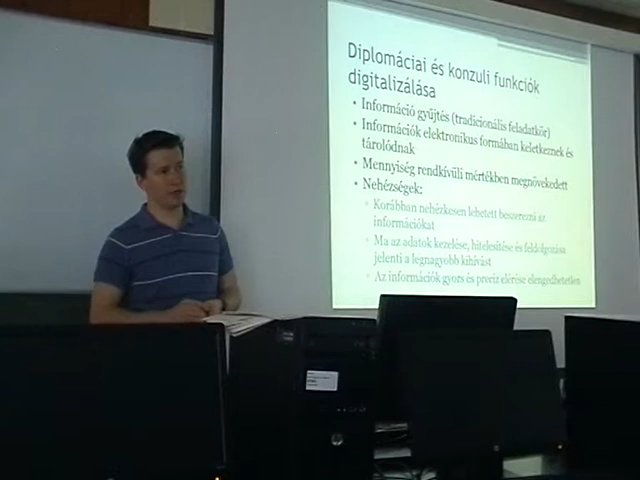 Diplomáciai és konzuli funkciók
digitalizálása
• Információ gyűjtés (tradicionális feladatkör)
• Információk elektronikus formában keletkeznek és
tárolódnak
• Mennyiség rendkívüli mértékben megnövekedett
• Nehézségek:
Korábban nehézkesen lehetett beszerezni az
információkat
Ma az adatok kezelése, hitelesítése és feldolgozása
jelenti a legnagyobb kihívást
Az információk gyors és precíz elérése elengedhetetlen